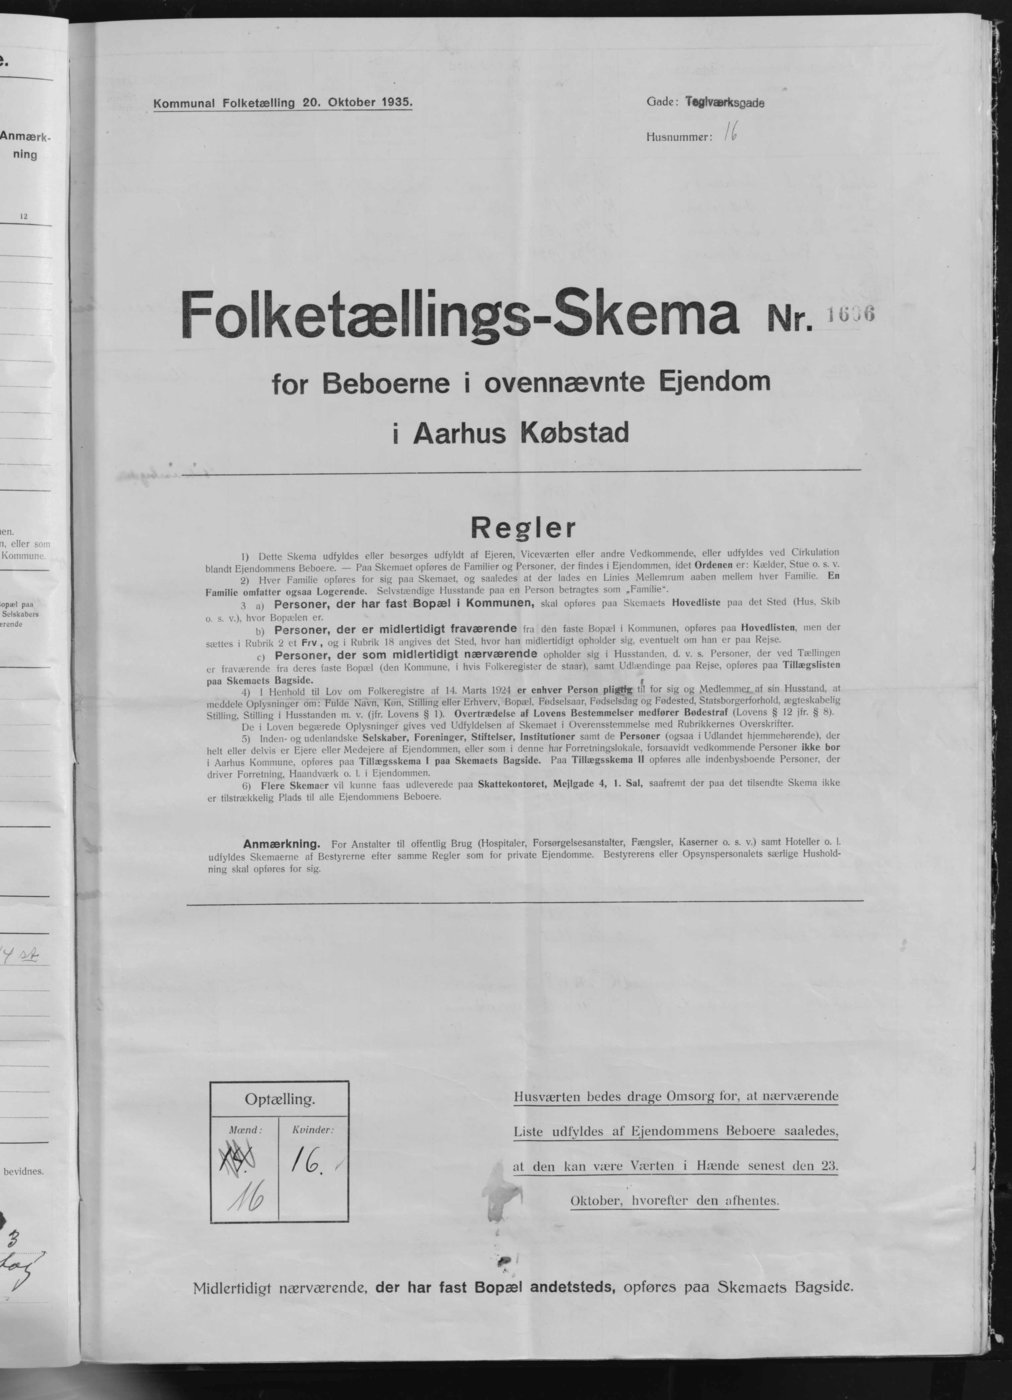 e.
Anmærk-
ning
12
en.
n, eller som
Kommune.
opæl paa
Selskabers
erende
4 st
bevidnes.
3
Kommunal Folketælling 20. Oktober 1935.
Gade: Teglværksgade
Husnummer: 16
Folketællings-Skema Nr. 1696
for Beboerne i ovennævnte Ejendom
i Aarhus Købstad
Regler
1) Dette Skema udfyldes eller besørges udfyldt af Ejeren, Viceværten eller andre Vedkommende, eller udfyldes ved Cirkulation
blandt Ejendommens Beboere. — Paa Skemaet opføres de Familier og Personer, der findes i Ejendommen, idet Ordenen er: Kælder, Stue o. s. v.
2) Hver Familie opføres for sig paa Skemaet, og saaledes at der lades en Linies Mellemrum aaben mellem hver Familie. En
Familie omfatter ogsaa Logerende. Selvstændige Husstande paa en Person betragtes som „Familie“.
3 a) Personer, der har fast Bopæl i Kommunen, skal opføres paa Skemaets Hovedliste paa det Sted (Hus, Skib
o. s. v.), hvor Bopælen er.
b) Personer, der er midlertidigt fraværende fra den faste Bopæl i Kommunen, opføres paa Hovedlisten, men der
sættes i Rubrik 2 et Frv, og i Rubrik 18 angives det Sted, hvor han midlertidigt opholder sig, eventuelt om han er paa Rejse.
c) Personer, der som midlertidigt nærværende opholder sig i Husstanden, d. v. s. Personer, der ved Tællingen
er fraværende fra deres faste Bopæl (den Kommune, i hvis Folkeregister de staar), samt Udlændinge paa Rejse, opføres paa Tillægslisten
paa Skemaets Bagside.
4) I Henhold til Lov om Folkeregistre af 14. Marts 1924 er enhver Person pligtig til for sig og Medlemmer af sin Husstand, at
meddele Oplysninger om: Fulde Navn, Køn, Stilling eller Erhverv, Bopæl, Fødselsaar, Fødselsdag og Fødested, Statsborgerforhold, ægteskabelig
Stilling, Stilling i Husstanden m. v. (jfr. Lovens § 1). Overtrædelse af Lovens Bestemmelser medfører Bødestraf (Lovens § 12 jfr. § 8).
De i Loven begærede Oplysninger gives ved Udfyldelsen af Skemaet i Overensstemmelse med Rubrikkernes Overskrifter.
5) Inden- og udenlandske Selskaber, Foreninger, Stiftelser, Institutioner samt de Personer (ogsaa i Udlandet hjemmehørende), der
helt eller delvis er Ejere eller Medejere af Ejendommen, eller som i denne har Forretningslokale, forsaavidt vedkommende Personer ikke bor
i Aarhus Kommune, opføres paa Tillægsskema I paa Skemaets Bagside. Paa Tillægsskema II opføres alle indenbysboende Personer, der
driver Forretning, Haandværk o. l. i Ejendommen.
6) Flere Skemaer vil kunne faas udleverede paa Skattekontoret, Mejlgade 4, 1. Sal, saafremt der paa det tilsendte Skema ikke
er tilstrækkelig Plads til alle Ejendommens Beboere.
Anmærkning. For Anstalter til offentlig Brug (Hospitaler, Forsørgelsesanstalter, Fængsler, Kaserner o. s. v.) samt Hoteller o. l.
udfyldes Skemaerne af Bestyrerne efter samme Regler som for private Ejendomme. Bestyrerens eller Opsynspersonalets særlige Hushold-
ning skal opføres for sig.
Optælling.
Mænd: Kvinder:
16.
16
Husværten bedes drage Omsorg for, at nærværende
Liste udfyldes af Ejendommens Beboere saaledes,
at den kan være Værten i Hænde senest den 23.
Oktober, hvorefter den afhentes.
Midlertidigt nærværende, der har fast Bopæl andetsteds, opføres paa Skemaets Bagside.